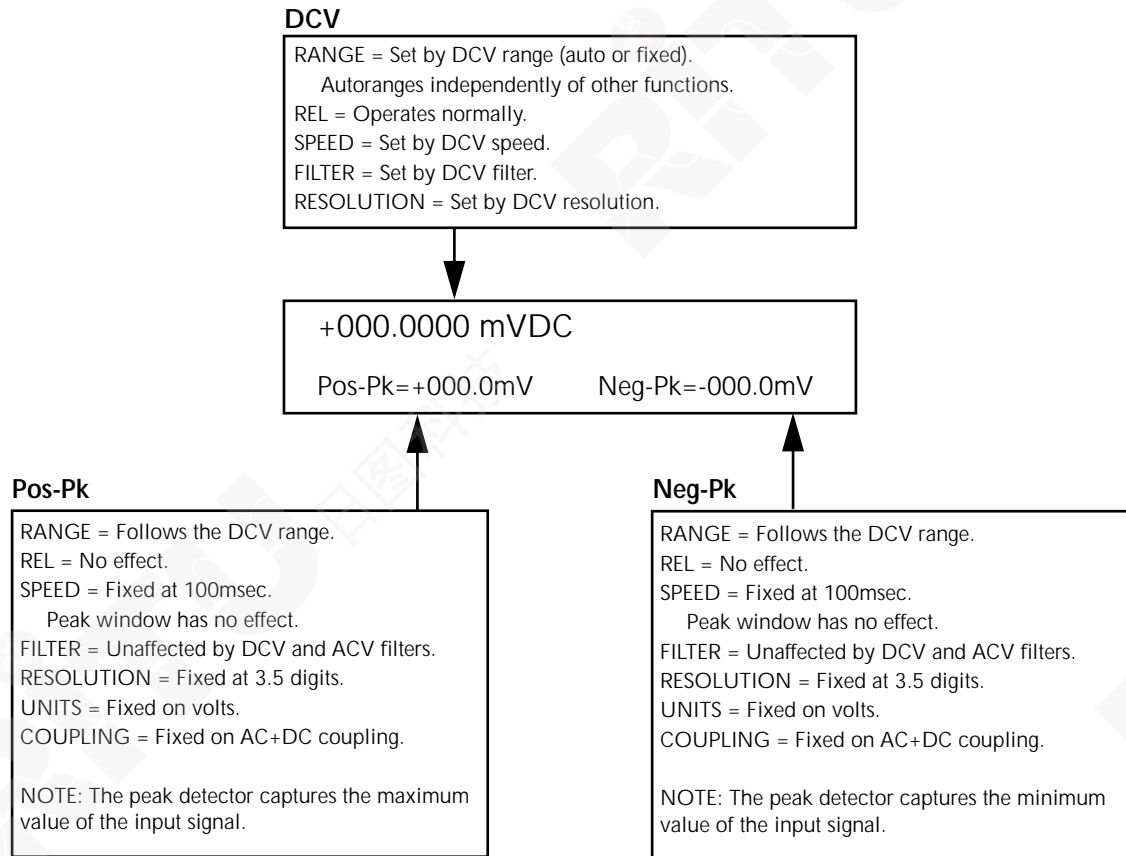 DCV
RANGE = Set by DCV range (auto or fixed).
Autoranges independently of other functions.
REL = Operates normally.
SPEED = Set by DCV speed.
FILTER = Set by DCV filter.
RESOLUTION = Set by DCV resolution.
+000.0000 mVDC
Pos-Pk=+000.0mV Neg-Pk=-000.0mV
Pos-Pk
RANGE = Follows the DCV range.
REL = No effect.
SPEED = Fixed at 100msec.
Peak window has no effect.
FILTER = Unaffected by DCV and ACV filters.
RESOLUTION = Fixed at 3.5 digits.
UNITS = Fixed on volts.
COUPLING = Fixed on AC+DC coupling.
NOTE: The peak detector captures the maximum
value of the input signal.
Neg-Pk
RANGE = Follows the DCV range.
REL = No effect.
SPEED = Fixed at 100msec.
Peak window has no effect.
FILTER = Unaffected by DCV and ACV filters.
RESOLUTION = Fixed at 3.5 digits.
UNITS = Fixed on volts.
COUPLING = Fixed on AC+DC coupling.
NOTE: The peak detector captures the minimum
value of the input signal.
RiTU
日图科技